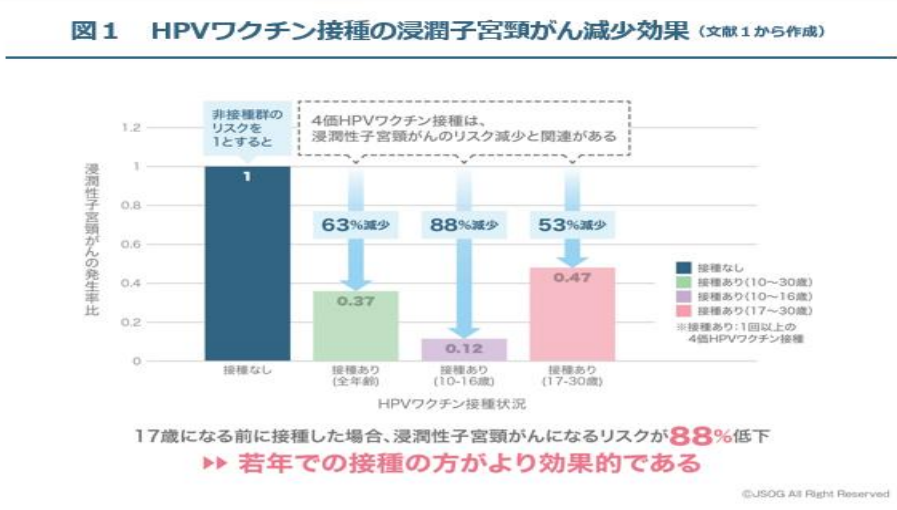 図1 HPVワクチン接種の浸潤子宮頸がん減少効果（文献１から作成）
非接種群の
リスクを
1とすると
4価HPVワクチン接種は、
浸潤性子宮頸がんのリスク減少と関連がある
浸潤性子宮頸がんの発生率比
1.2
1
0.8
0.6
0.4
0.2
0
1
63%減少
88%減少
53%減少
0.37
0.12
0.47
接種なし
接種あり(10〜30歳)
接種あり(10〜16歳)
接種あり(17〜30歳)
※接種あり：1回以上の
4価HPVワクチン接種
接種なし
接種あり
(全年齢)
接種あり
(10-16歳)
接種あり
(17-30歳)
HPVワクチン接種状況
17歳になる前に接種した場合、浸潤性子宮頸がんになるリスクが88%低下
若年での接種の方がより効果的である
©JSOG All Right Reserved